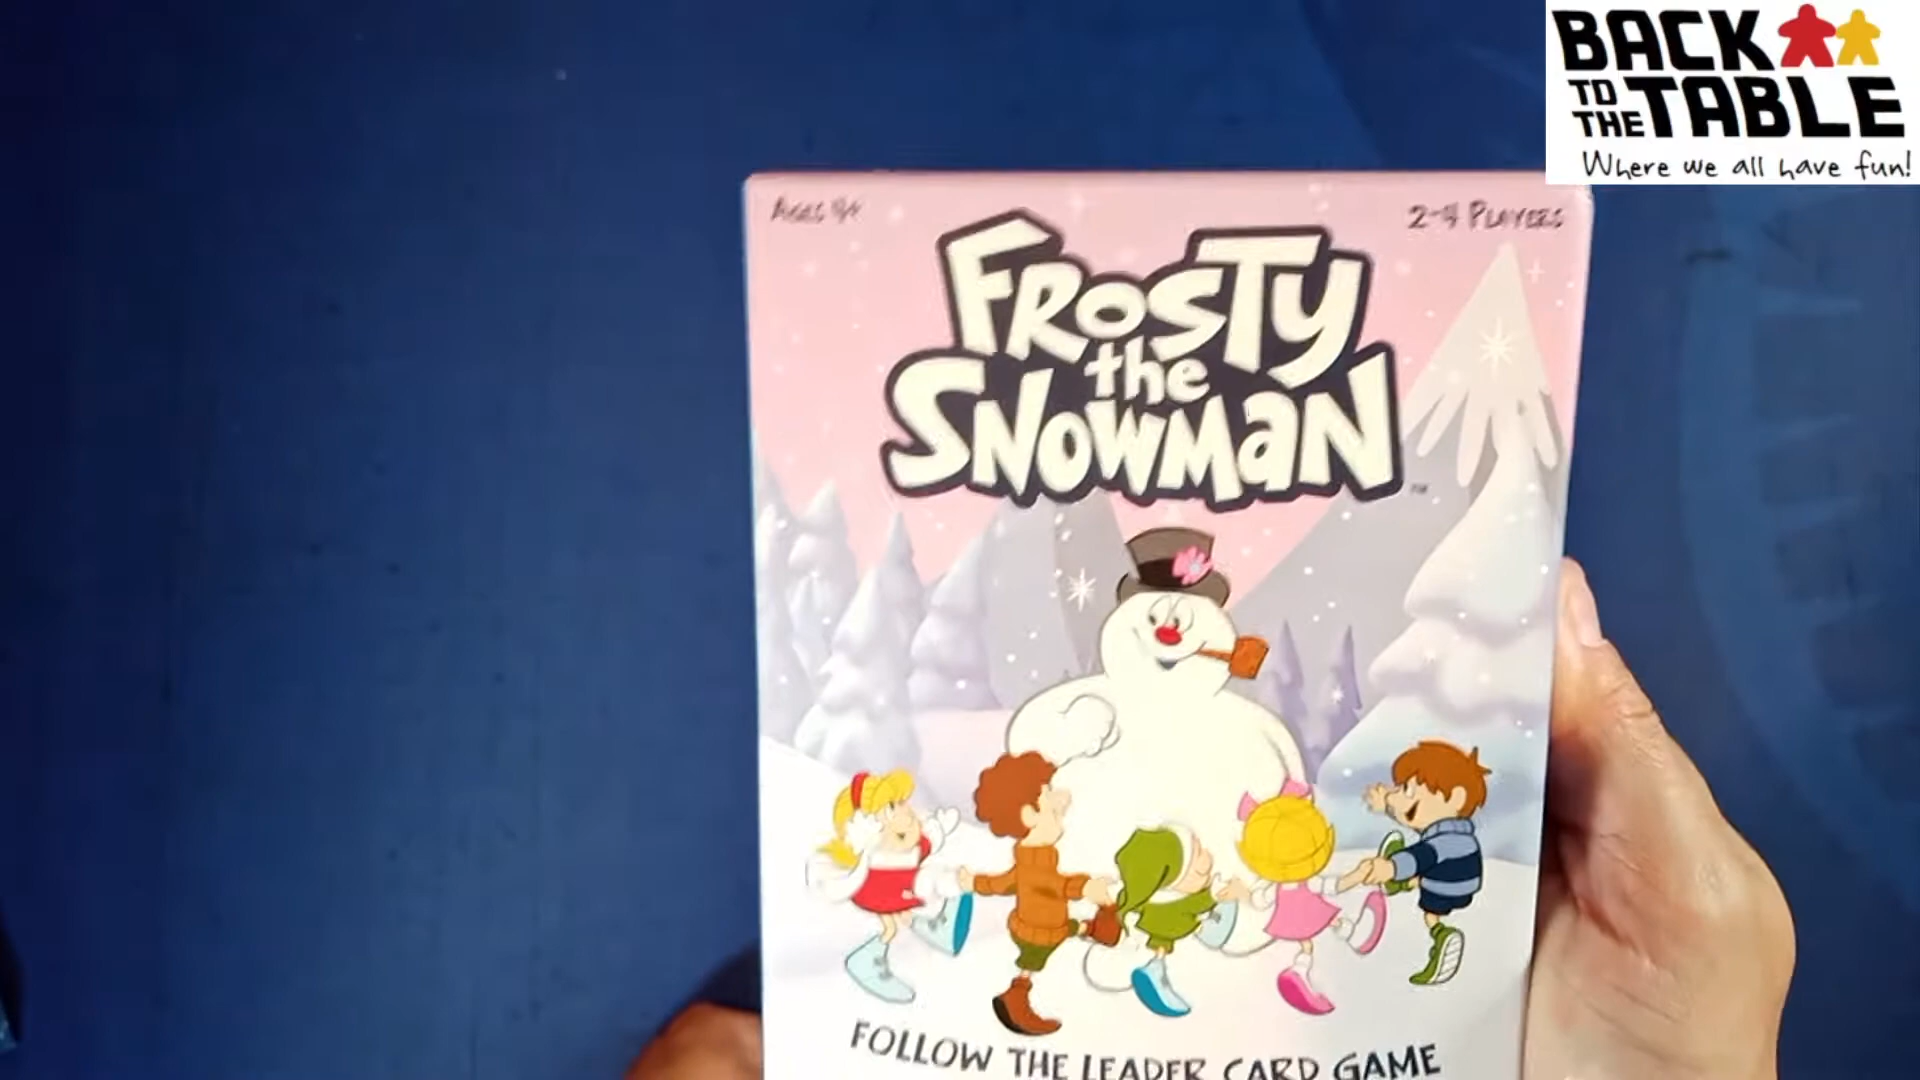 BACK
TO
THE TABLE
Where we all have fun!
Ages 4+
2-4 Players
FROSTY
the
SNOWMAN
™
FOLLOW THE LEADER CARD GAME